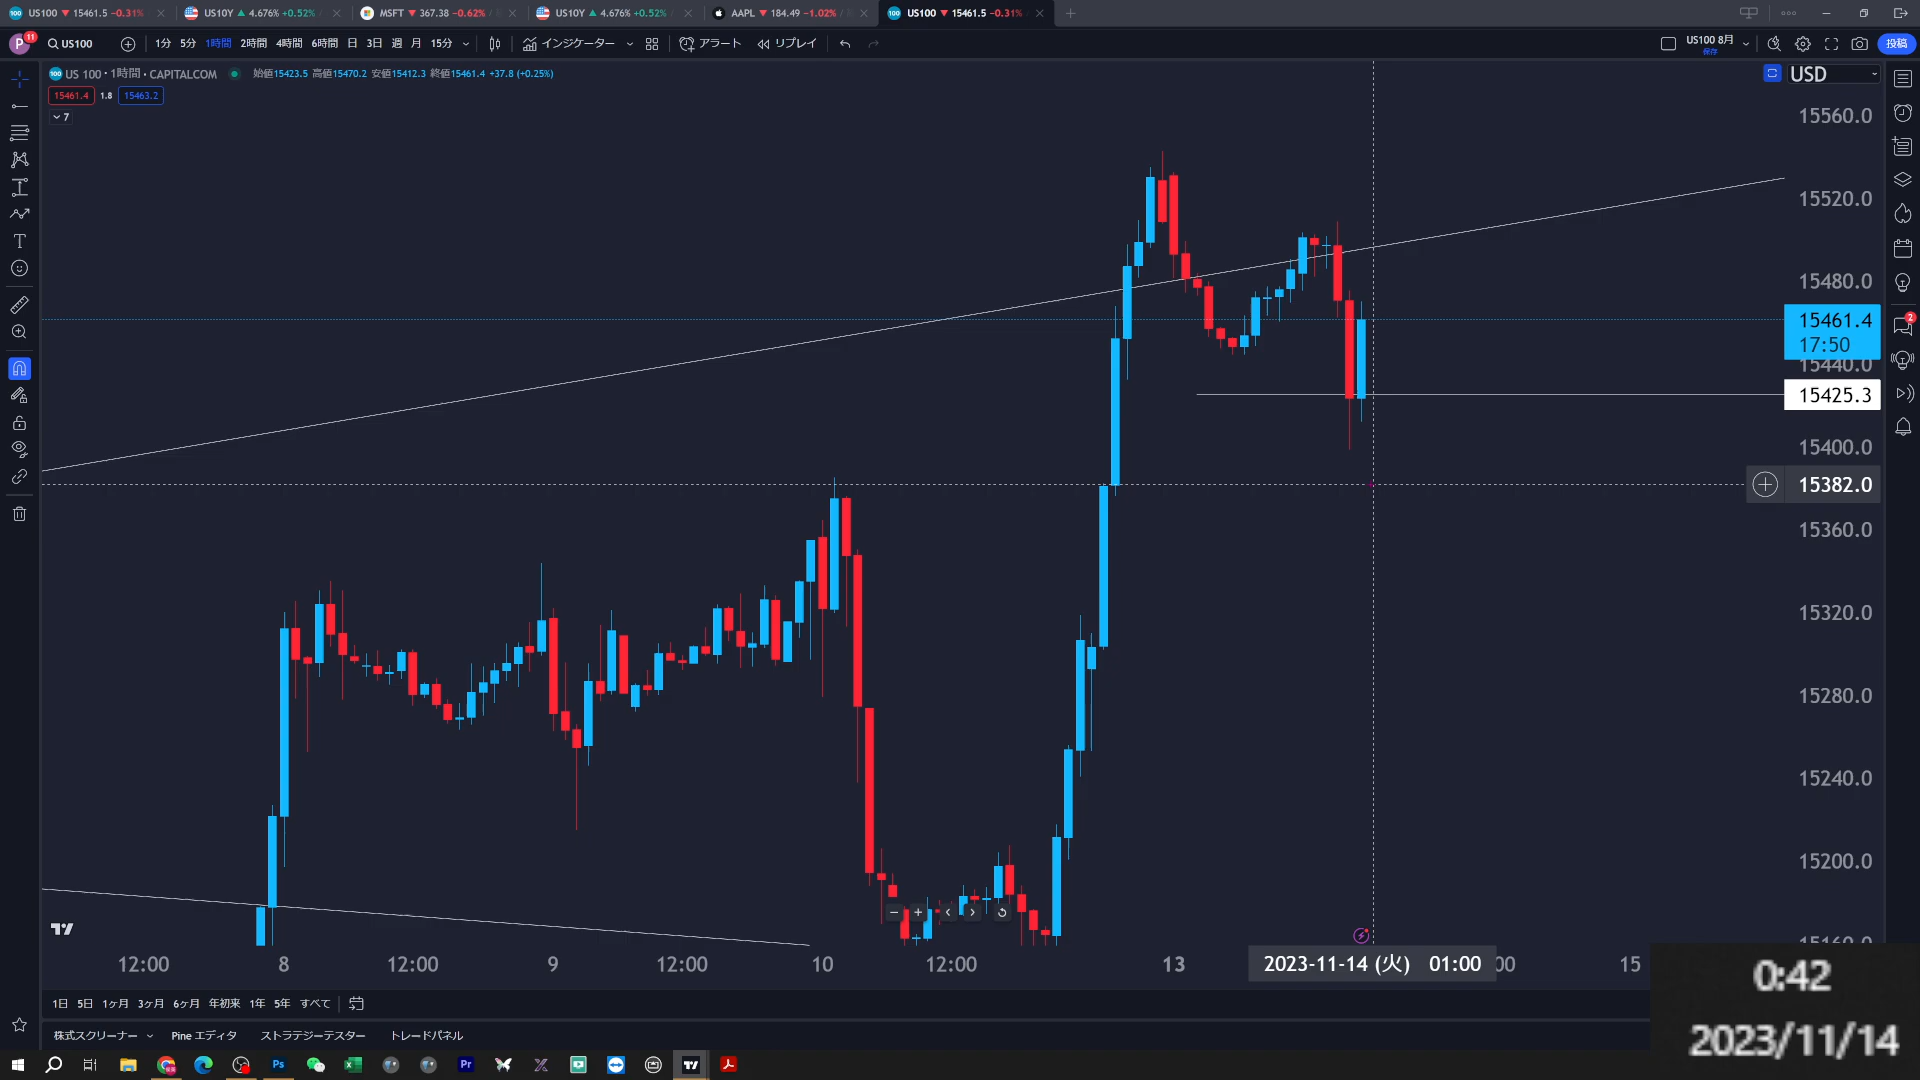 US100 ▼ 15461.5 −0.31%
US10Y ▲ 4.676% +0.52%
MSFT ▼ 367.38 −0.62%
US10Y ▲ 4.676% +0.52%
AAPL ▼ 184.49 −1.02%
US100 ▼ 15461.5 −0.31%
P 11
US100
1分 5分 1時間 2時間 4時間 6時間 日 3日 週 月 15分
インジケーター
アラート
リプレイ
US100 8月
保存
投稿
100 US 100・1時間・CAPITALCOM
始値15423.5 高値15470.2 安値15412.3 終値15461.4 +37.8 (+0.25%)
15461.4 1.8 15463.2
7
USD
15560.0
15520.0
15480.0
15461.4
17:50
15440.0
15425.3
15400.0
15382.0
15360.0
15320.0
15280.0
15240.0
15200.0
15160.0
2
12:00 8 12:00 9 12:00 10 12:00 13 2023-11-14 (火) 01:00 :00 15
1日 5日 1ヶ月 3ヶ月 6ヶ月 年初来 1年 5年 すべて
株式スクリーナー Pine エディタ ストラテジーテスター トレードパネル
0:42
2023/11/14
Ps
Pr